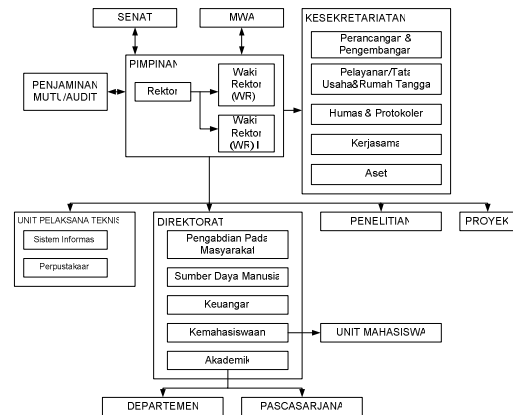 SENAT
MWA
KESEKRETARIATAN
Perancangan &
Pengembangan
Pelayanan/Tata
Usaha&Rumah Tangga
Humas & Protokoler
Kerjasama
Aset
PENJAMINAN
MUTU/AUDIT
PIMPINAN
Rektor
Wakil
Rektor
(WR)
Wakil
Rektor
(WR) I
UNIT PELAKSANA TEKNIS
Sistem Informas
Perpustakaan
DIREKTORAT
Pengabdian Pada
Masyarakat
Sumber Daya Manusia
Keuangan
Kemahasiswaan
Akademik
PENELITIAN
PROYEK
UNIT MAHASISWA
DEPARTEMEN
PASCASARJANA